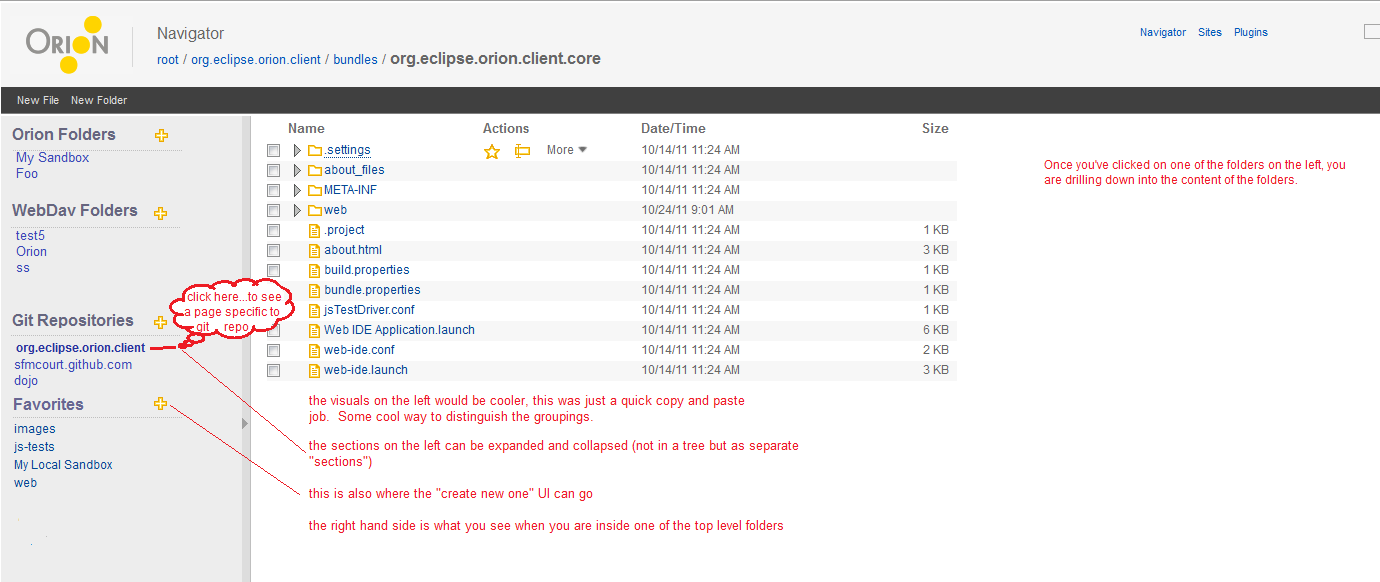 ORION
Navigator
root / org.eclipse.orion.client / bundles / org.eclipse.orion.client.core
Navigator Sites Plugins
New File New Folder
Orion Folders
My Sandbox
Foo
WebDav Folders
test5
Orion
ss
Git Repositories
org.eclipse.orion.client
sfmcourt.github.com
dojo
Favorites
images
js-tests
My Local Sandbox
web
click here...to see
a page specific to
git repo
Name Actions Date/Time Size
.settings More 10/14/11 11:24 AM
about_files 10/14/11 11:24 AM
META-INF 10/14/11 11:24 AM
web 10/24/11 9:01 AM
.project 10/14/11 11:24 AM 1 KB
about.html 10/14/11 11:24 AM 3 KB
build.properties 10/14/11 11:24 AM 1 KB
bundle.properties 10/14/11 11:24 AM 1 KB
jsTestDriver.conf 10/14/11 11:24 AM 1 KB
Web IDE Application.launch 10/14/11 11:24 AM 6 KB
web-ide.conf 10/14/11 11:24 AM 2 KB
web-ide.launch 10/14/11 11:24 AM 3 KB
Once you've clicked on one of the folders on the left, you
are drilling down into the content of the folders.
the visuals on the left would be cooler, this was just a quick copy and paste
job. Some cool way to distinguish the groupings.
the sections on the left can be expanded and collapsed (not in a tree but as separate
"sections")
this is also where the "create new one" UI can go
the right hand side is what you see when you are inside one of the top level folders